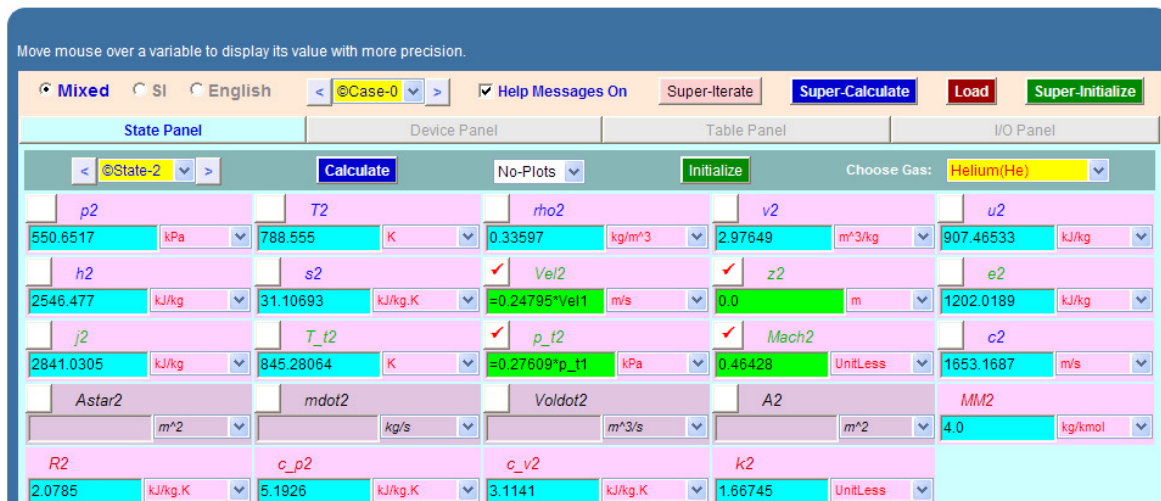 Move mouse over a variable to display its value with more precision.
Mixed SI English < ©Case-0 > Help Messages On Super-Iterate Super-Calculate Load Super-Initialize
State Panel Device Panel Table Panel I/O Panel
< ©State-2 > Calculate No-Plots Initialize Choose Gas: Helium(He)
p2 T2 rho2 v2 u2
550.6517 kPa 788.555 K 0.33597 kg/m^3 2.97649 m^3/kg 907.46533 kJ/kg
h2 s2 Vel2 z2 e2
2546.477 kJ/kg 31.10693 kJ/kg.K =0.24795*Vel1 m/s 0.0 m 1202.0189 kJ/kg
j2 T_t2 p_t2 Mach2 c2
2841.0305 kJ/kg 845.28064 K =0.27609*p_t1 kPa 0.46428 UnitLess 1653.1687 m/s
Astar2 mdot2 Voldot2 A2 MM2
m^2 kg/s m^3/s m^2 4.0 kg/kmol
R2 c_p2 c_v2 k2
2.0785 kJ/kg.K 5.1926 kJ/kg.K 3.1141 kJ/kg.K 1.66745 UnitLess